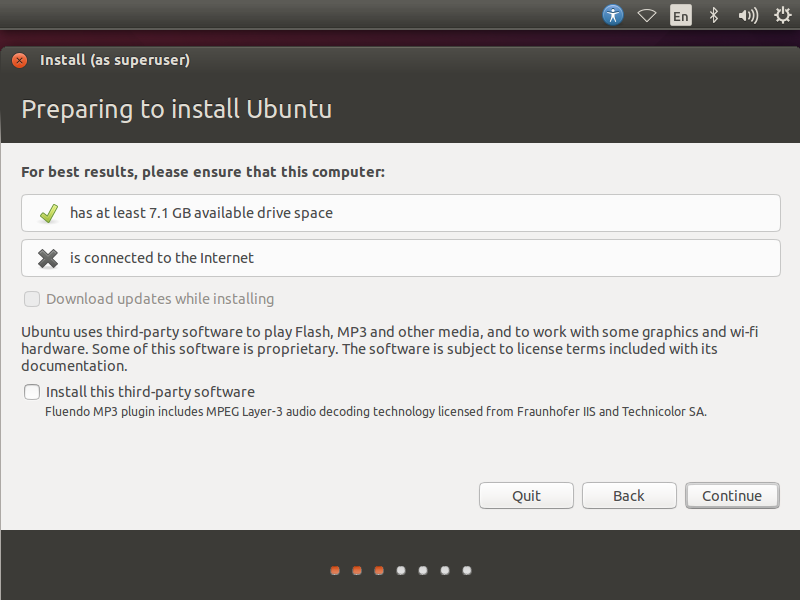 En
Install (as superuser)
Preparing to install Ubuntu
For best results, please ensure that this computer:
has at least 7.1 GB available drive space
is connected to the Internet
Download updates while installing
Ubuntu uses third-party software to play Flash, MP3 and other media, and to work with some graphics and wi-fi
hardware. Some of this software is proprietary. The software is subject to license terms included with its
documentation.
Install this third-party software
Fluendo MP3 plugin includes MPEG Layer-3 audio decoding technology licensed from Fraunhofer IIS and Technicolor SA.
Quit Back Continue